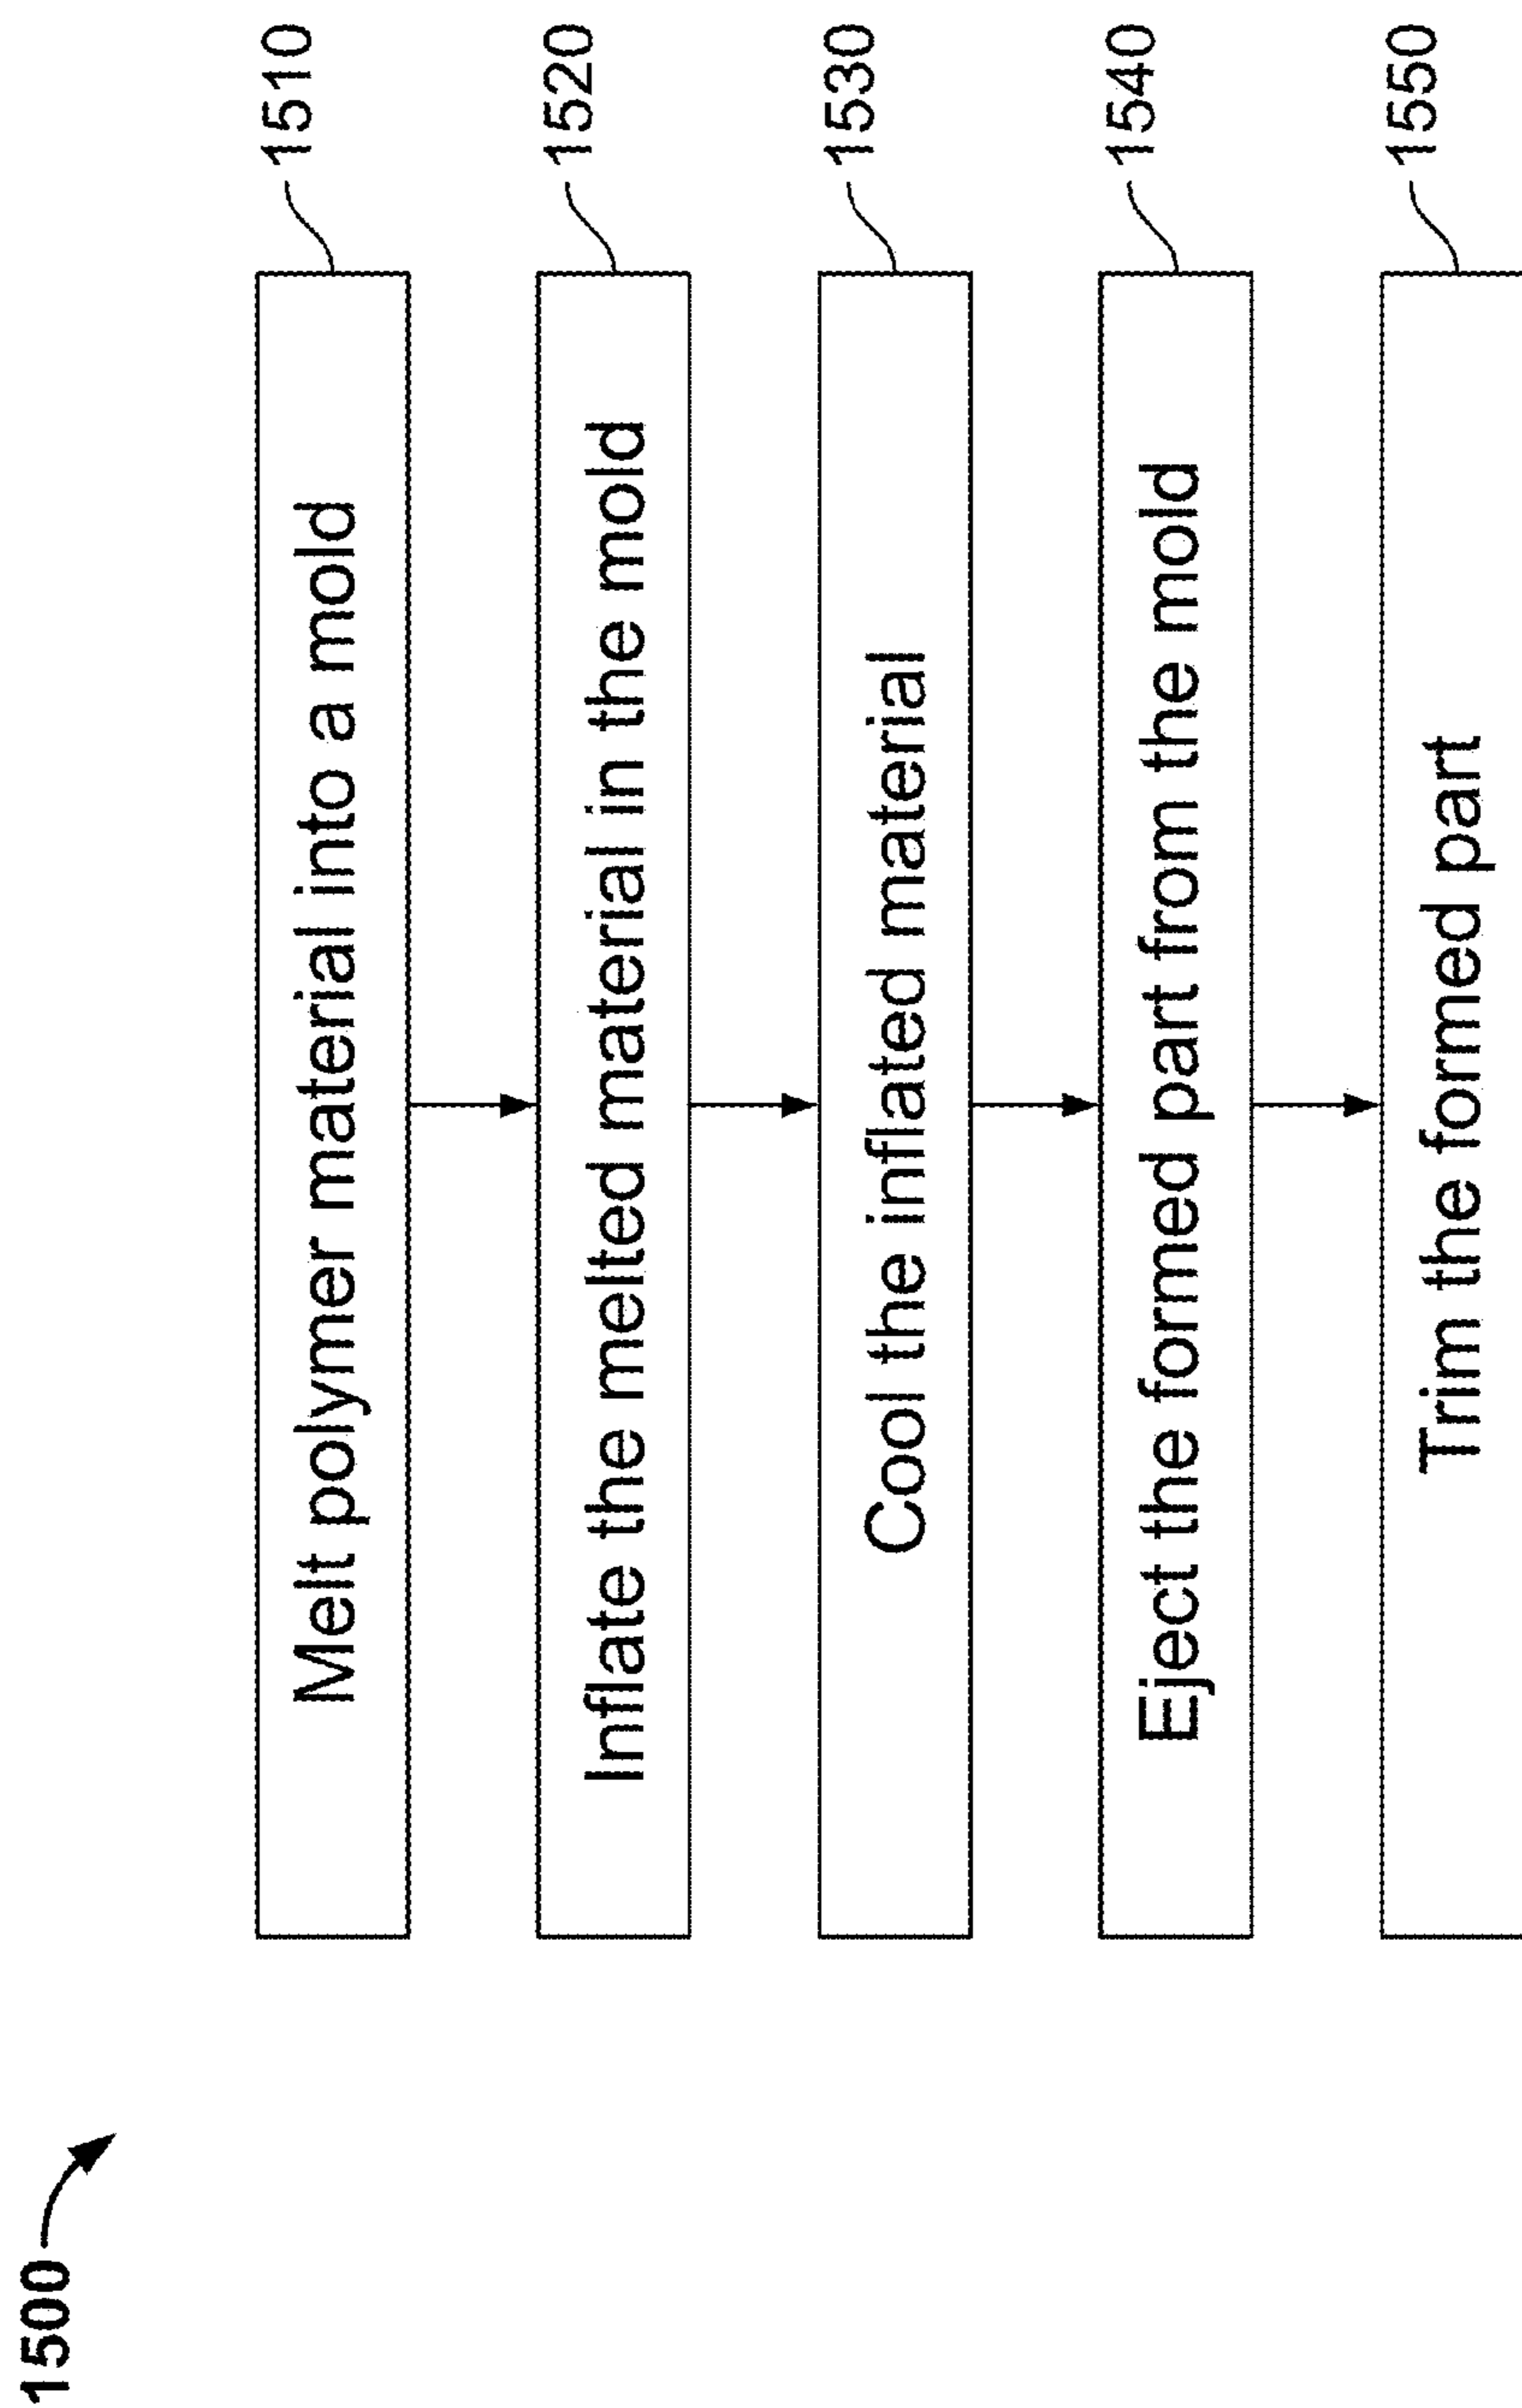 1500
Melt polymer material into a mold
1510
Inflate the melted material in the mold
1520
Cool the inflated material
1530
Eject the formed part from the mold
1540
Trim the formed part
1550